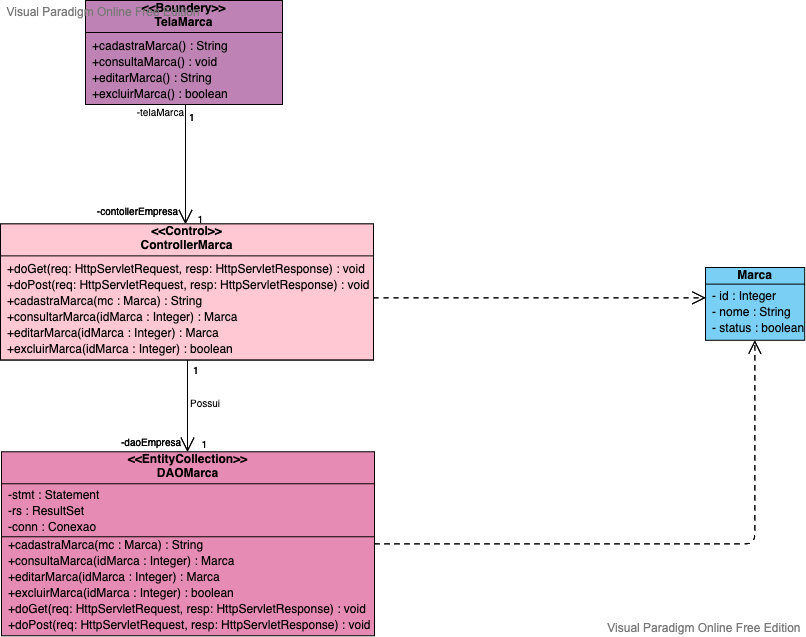 Visual Paradigm Online Free Edition
<<Boundery>>
TelaMarca
+cadastraMarca() : String
+consultaMarca() : void
+editarMarca() : String
+excluirMarca() : boolean
-telaMarca
1
-contollerEmpresa
1
<<Control>>
ControllerMarca
+doGet(req: HttpServletRequest, resp: HttpServletResponse) : void
+doPost(req: HttpServletRequest, resp: HttpServletResponse) : void
+cadastraMarca(mc : Marca) : String
+consultarMarca(idMarca : Integer) : Marca
+editarMarca(idMarca : Integer) : Marca
+excluirMarca(idMarca : Integer) : boolean
Marca
- id : Integer
- nome : String
- status : boolean
1
Possui
-daoEmpresa
1
<<EntityCollection>>
DAOMarca
-stmt : Statement
-rs : ResultSet
-conn : Conexao
+cadastraMarca(mc : Marca) : String
+consultaMarca(idMarca : Integer) : Marca
+editarMarca(idMarca : Integer) : Marca
+excluirMarca(idMarca : Integer) : boolean
+doGet(req: HttpServletRequest, resp: HttpServletResponse) : void
+doPost(req: HttpServletRequest, resp: HttpServletResponse) : void
Visual Paradigm Online Free Edition